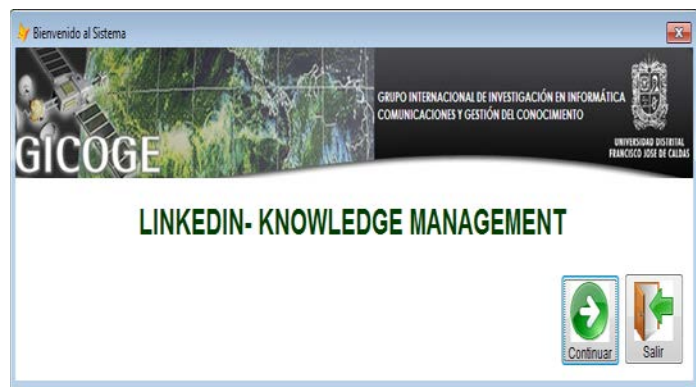 Bienvenido al Sistema
GRUPO INTERNACIONAL DE INVESTIGACIÓN EN INFORMÁTICA
COMUNICACIONES Y GESTIÓN DEL CONOCIMIENTO
GICOGE
UNIVERSIDAD DISTRITAL
FRANCISCO JOSE DE CALDAS
LINKEDIN- KNOWLEDGE MANAGEMENT
Continuar
Salir